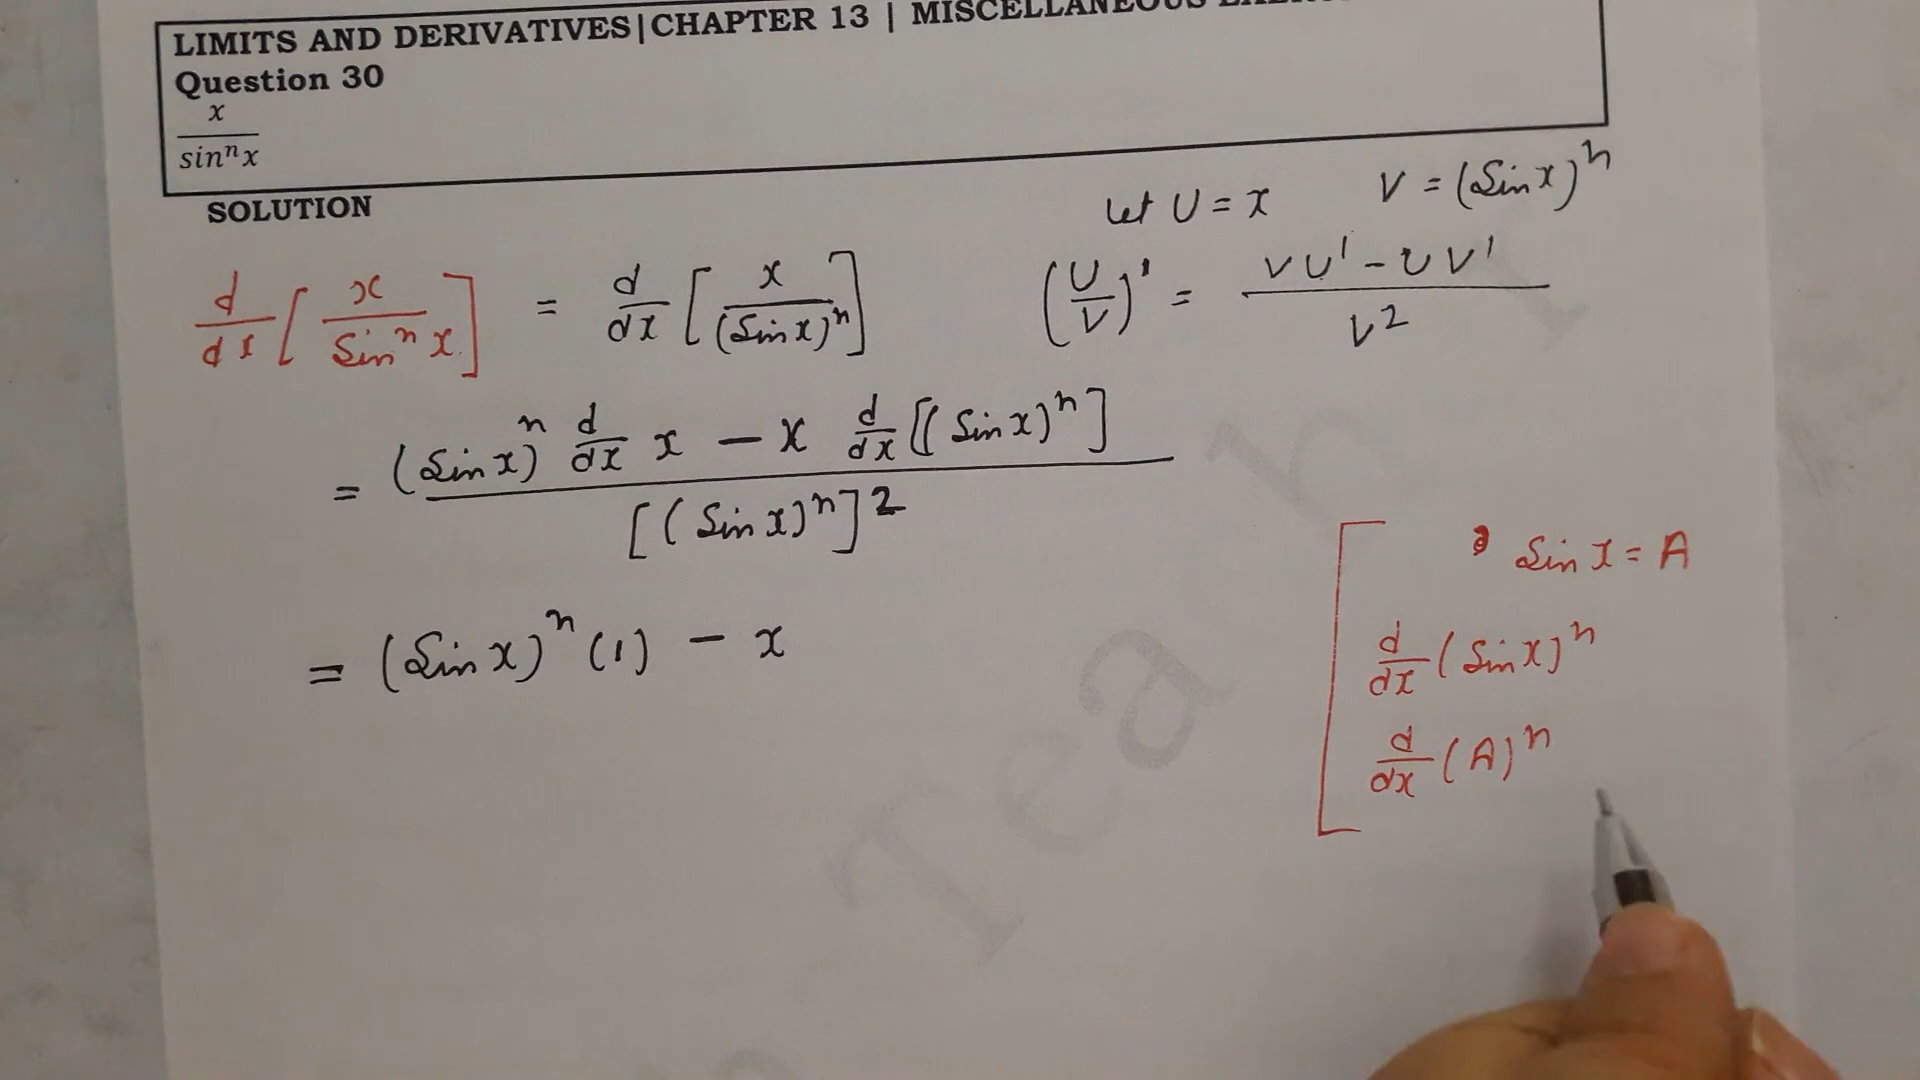 LIMITS AND DERIVATIVES|CHAPTER 13 | MISCELLANEOUS
Question 30
x
sinⁿx
SOLUTION
let U = x V = (Sin x)ⁿ
d/dx [x/Sinⁿ x] = d/dx [x/(Sin x)ⁿ] (U/V)' = (VU' - UV')/V²
= ((Sin x)ⁿ d/dx x - x d/dx [(Sin x)ⁿ])/[(Sin x)ⁿ]²
Sin x = A
= (Sin x)ⁿ (1) - x
d/dx (Sin x)ⁿ
d/dx (A)ⁿ